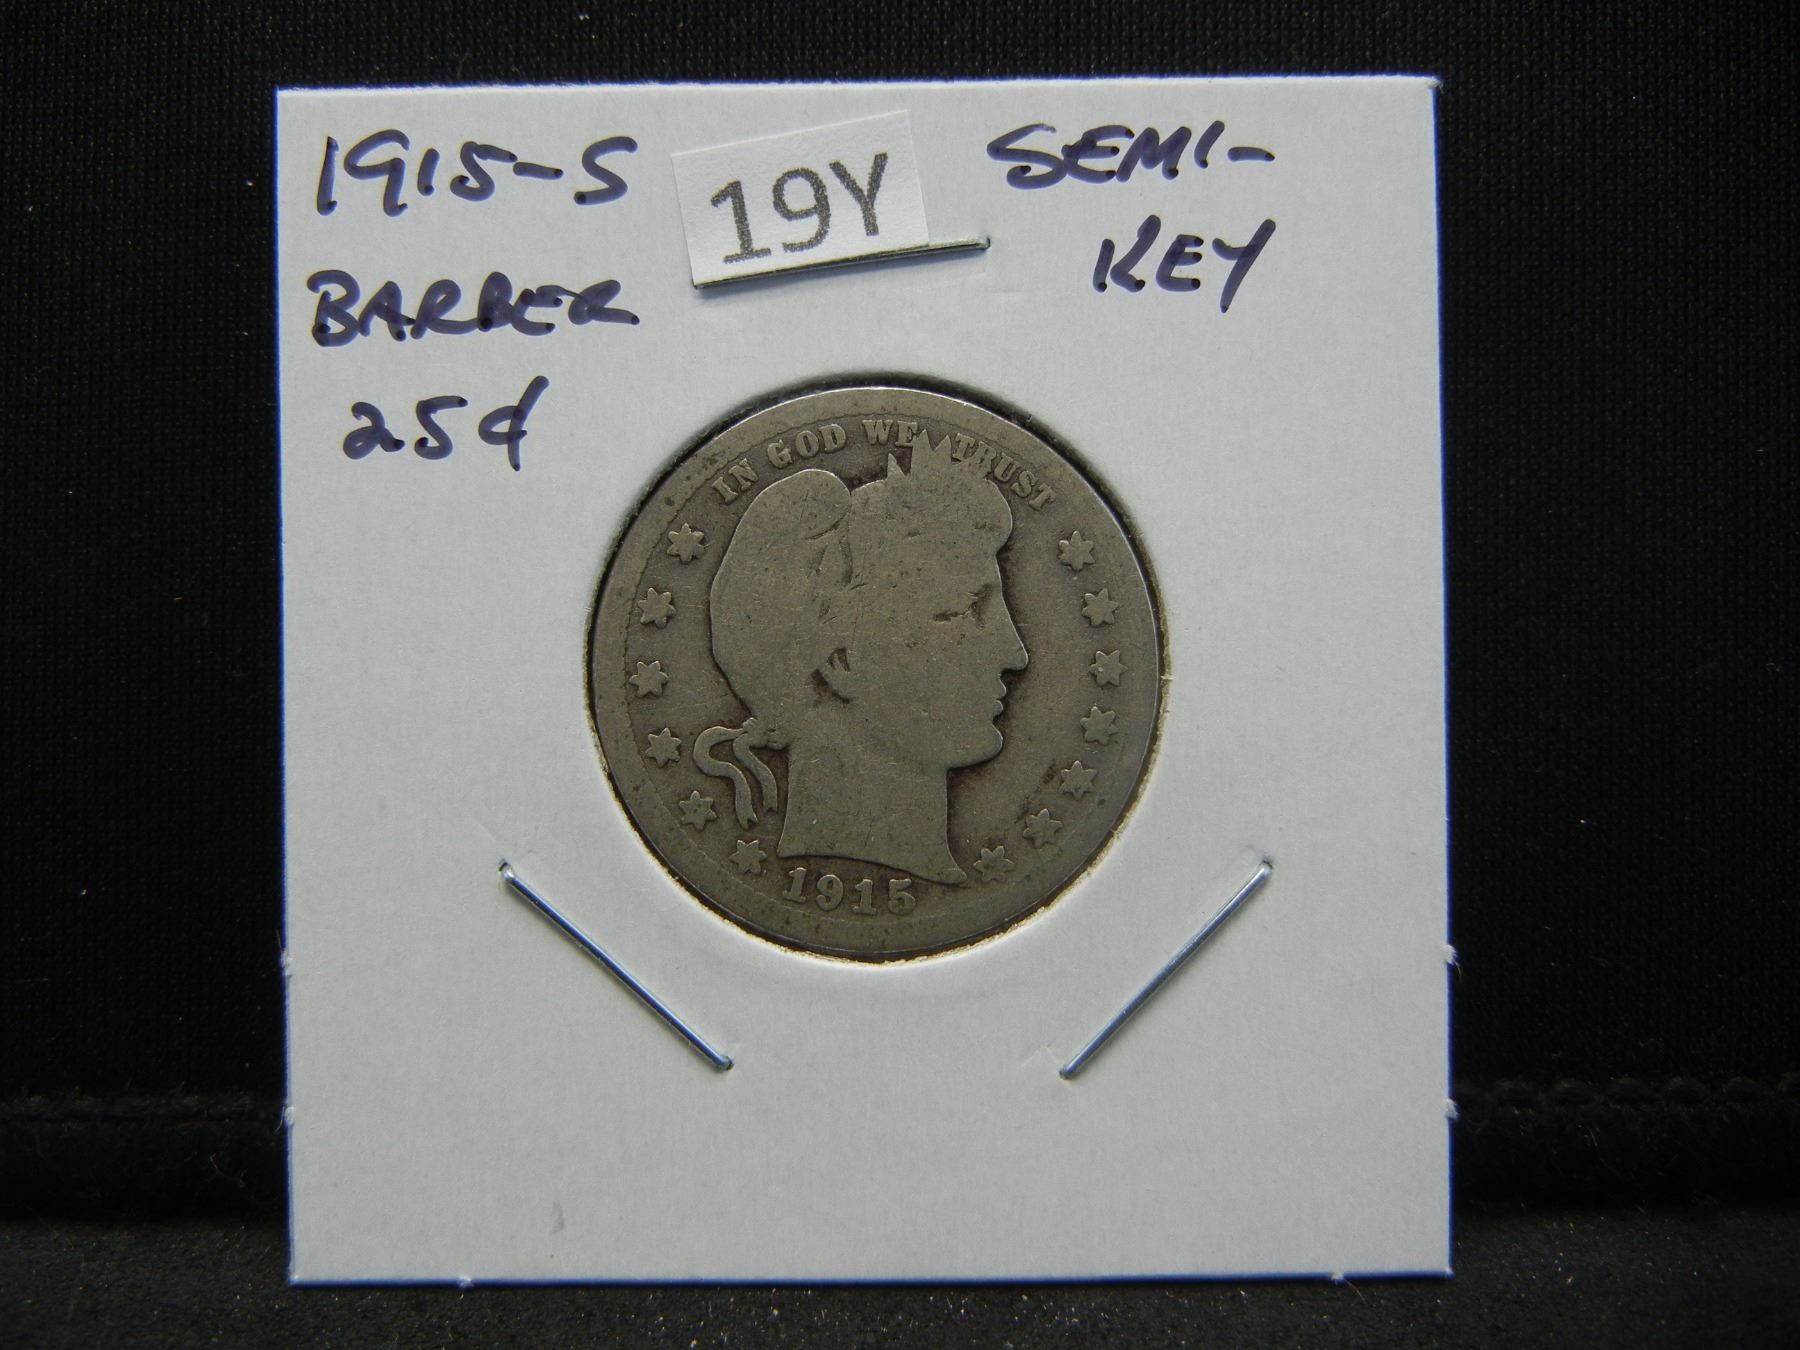 1915-S
BARBER
25¢
19Y
SEMI-
KEY
IN GOD WE TRUST
1915